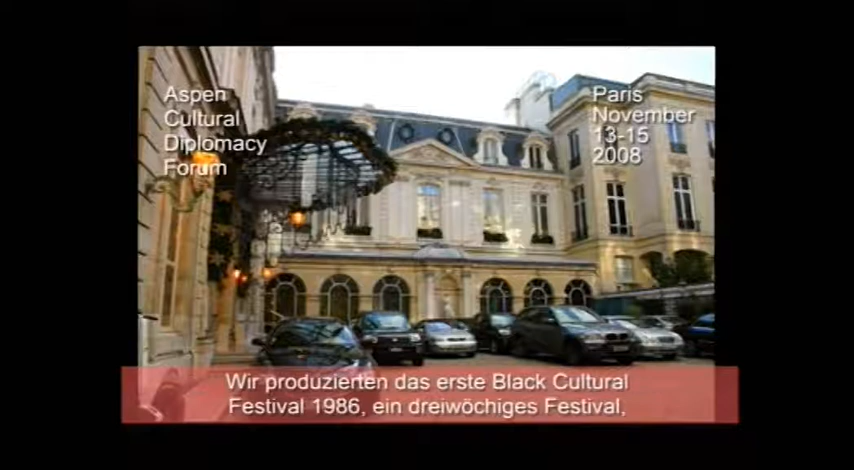 Aspen
Cultural
Diplomacy
Forum
Paris
November
13-15
2008
Wir produzierten das erste Black Cultural
Festival 1986, ein dreiwöchiges Festival,